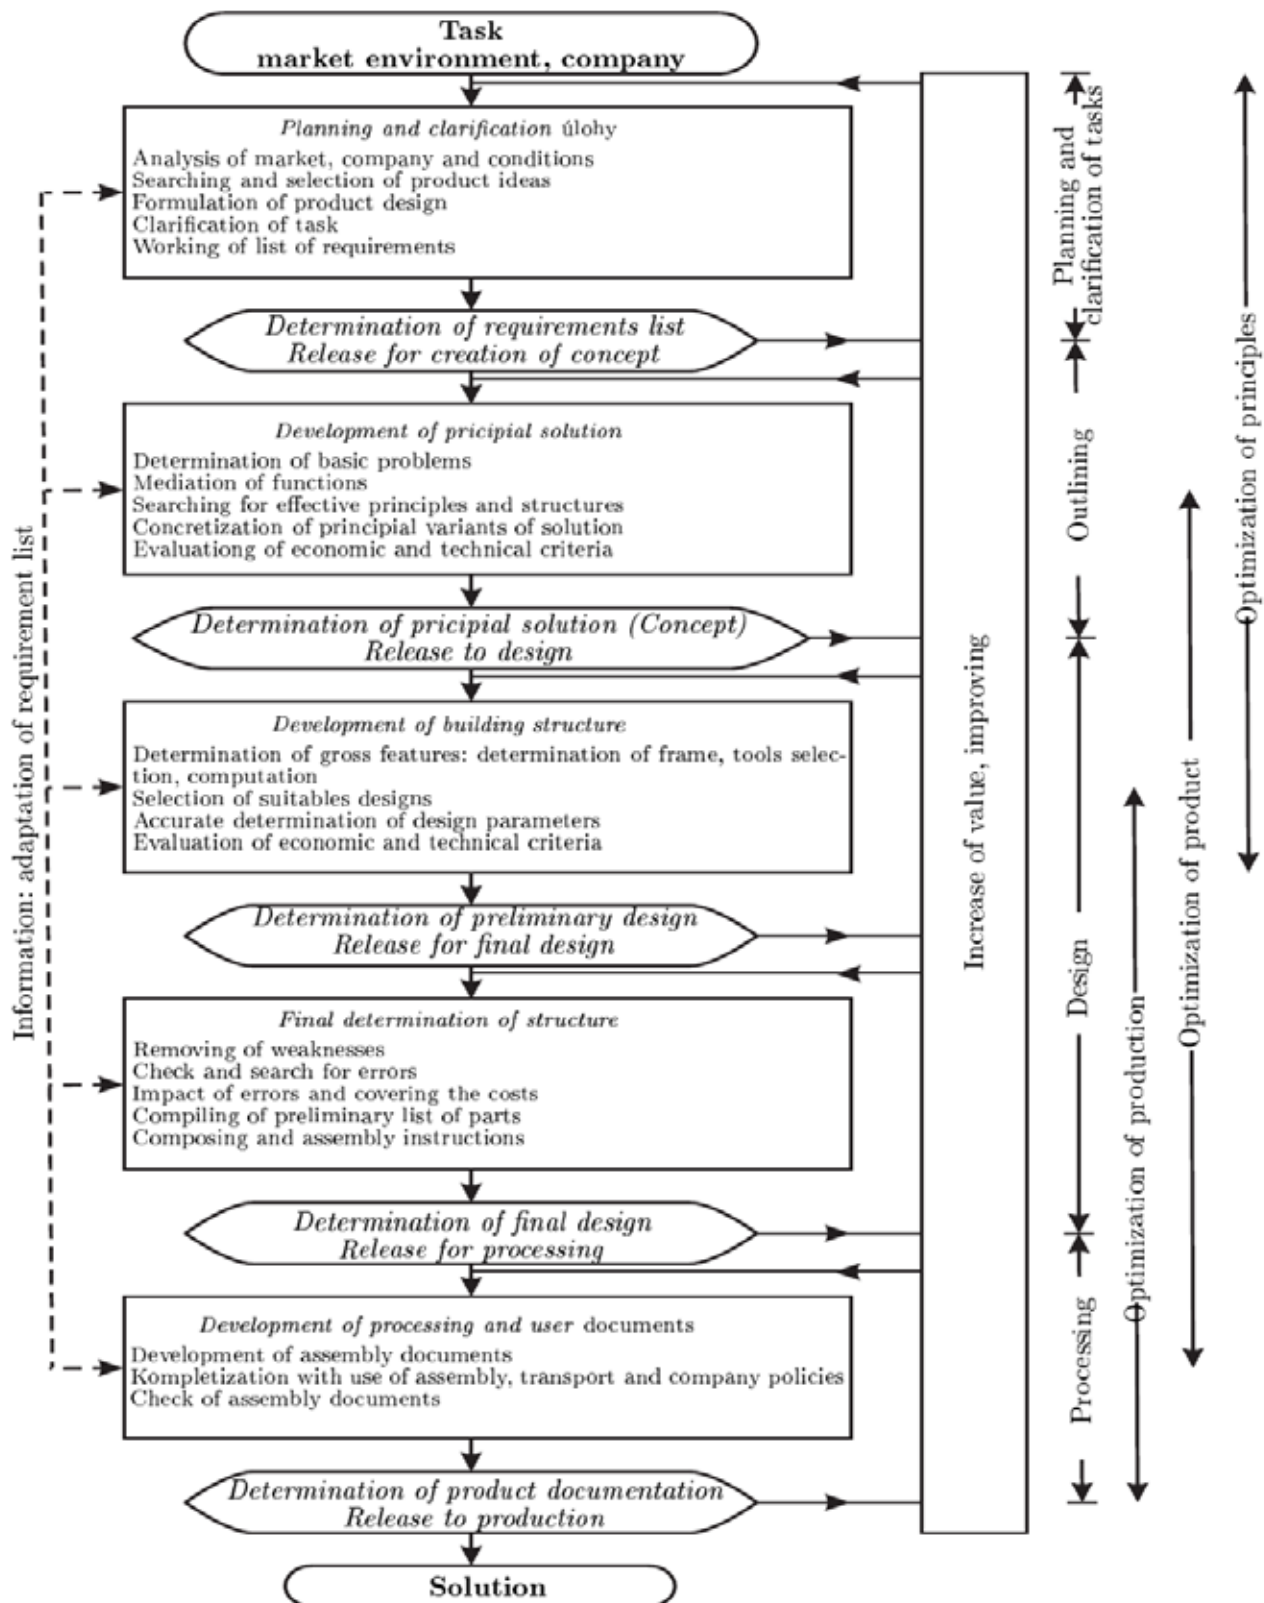 Task
market environment, company
Planning and clarification úlohy
Analysis of market, company and conditions
Searching and selection of product ideas
Formulation of product design
Clarification of task
Working of list of requirements
Determination of requirements list
Release for creation of concept
Development of pricipial solution
Determination of basic problems
Mediation of functions
Searching for effective principles and structures
Concretization of principial variants of solution
Evaluationg of economic and technical criteria
Determination of pricipial solution (Concept)
Release to design
Development of building structure
Determination of gross features: determination of frame, tools selec-
tion, computation
Selection of suitables designs
Accurate determination of design parameters
Evaluation of economic and technical criteria
Determination of preliminary design
Release for final design
Final determination of structure
Removing of weaknesses
Check and search for errors
Impact of errors and covering the costs
Compiling of preliminary list of parts
Composing and assembly instructions
Determination of final design
Release for processing
Development of processing and user documents
Development of assembly documents
Kompletization with use of assembly, transport and company policies
Check of assembly documents
Determination of product documentation
Release to production
Solution
Information: adaptation of requirement list
Increase of value, improving
Planning and
clarification of tasks
Outlining
Design
Processing
Optimization of production
Optimization of product
Optimization of principles